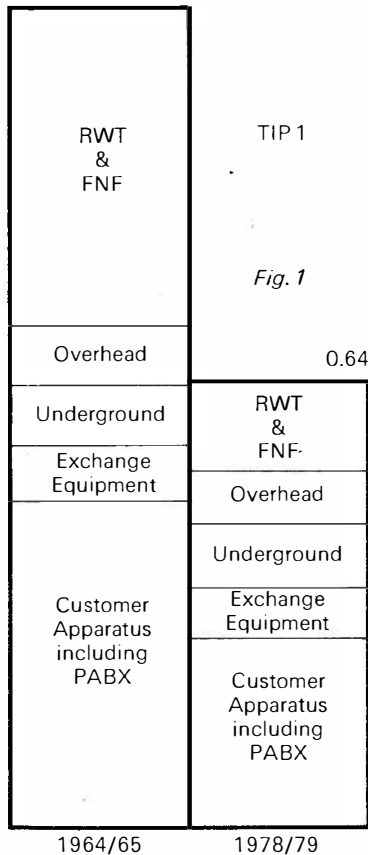 RWT
&
FNF
Overhead
Underground
Exchange
Equipment
Customer
Apparatus
including
PABX
1964/65
TIP 1
Fig. 1
0.64
RWT
&
FNF
Overhead
Underground
Exchange
Equipment
Customer
Apparatus
including
PABX
1978/79